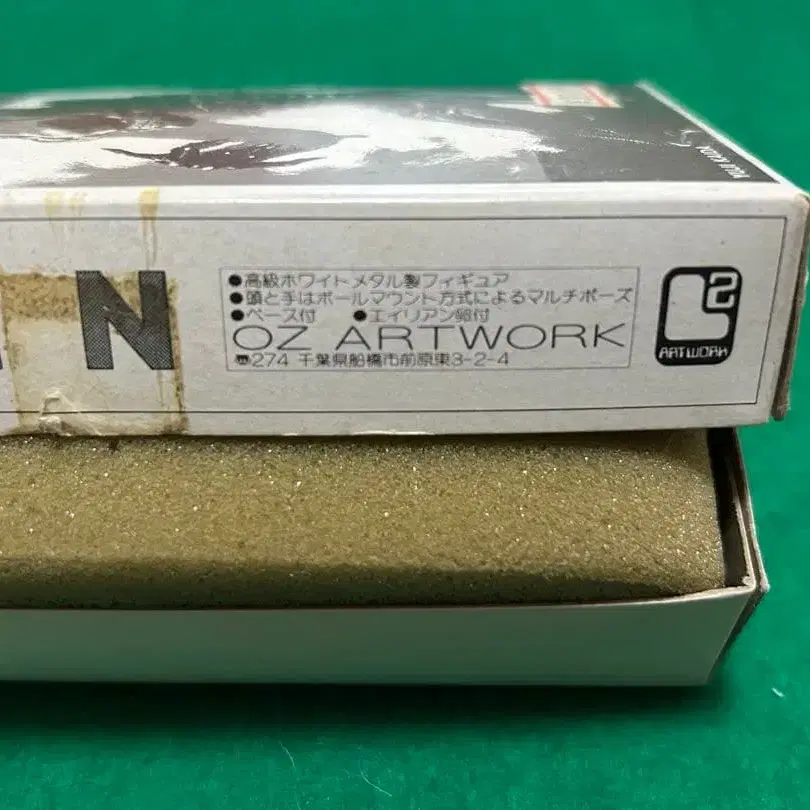 YUJI KAIDA
N
●高級ホワイトメタル製フィギュア
●頭と手はボールマウント方式によるマルチポーズ
●ベース付 ●エイリアン卵付
OZ ARTWORK
☎274 千葉県船橋市前原東3-2-4
2
ARTWORK